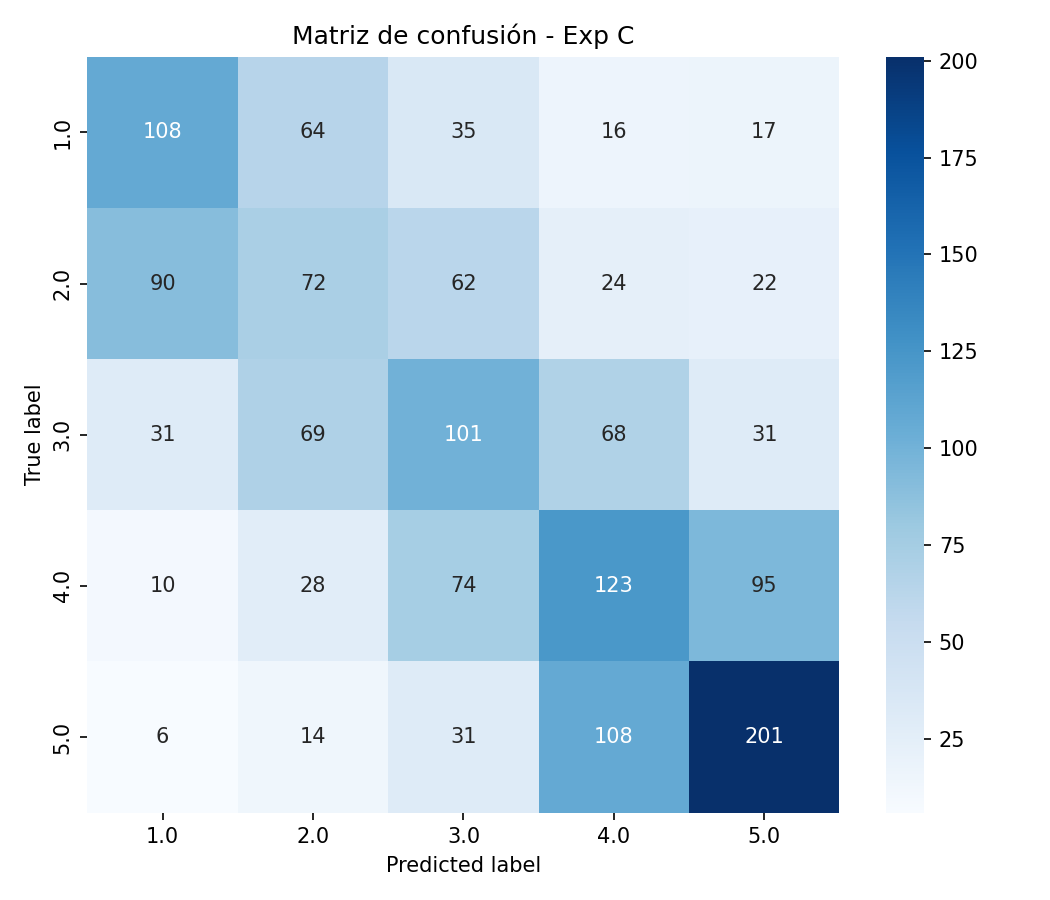 Matriz de confusión - Exp C
1.0 108 64 35 16 17
2.0 90 72 62 24 22
3.0 31 69 101 68 31
4.0 10 28 74 123 95
5.0 6 14 31 108 201
1.0 2.0 3.0 4.0 5.0
Predicted label
True label
200
175
150
125
100
75
50
25